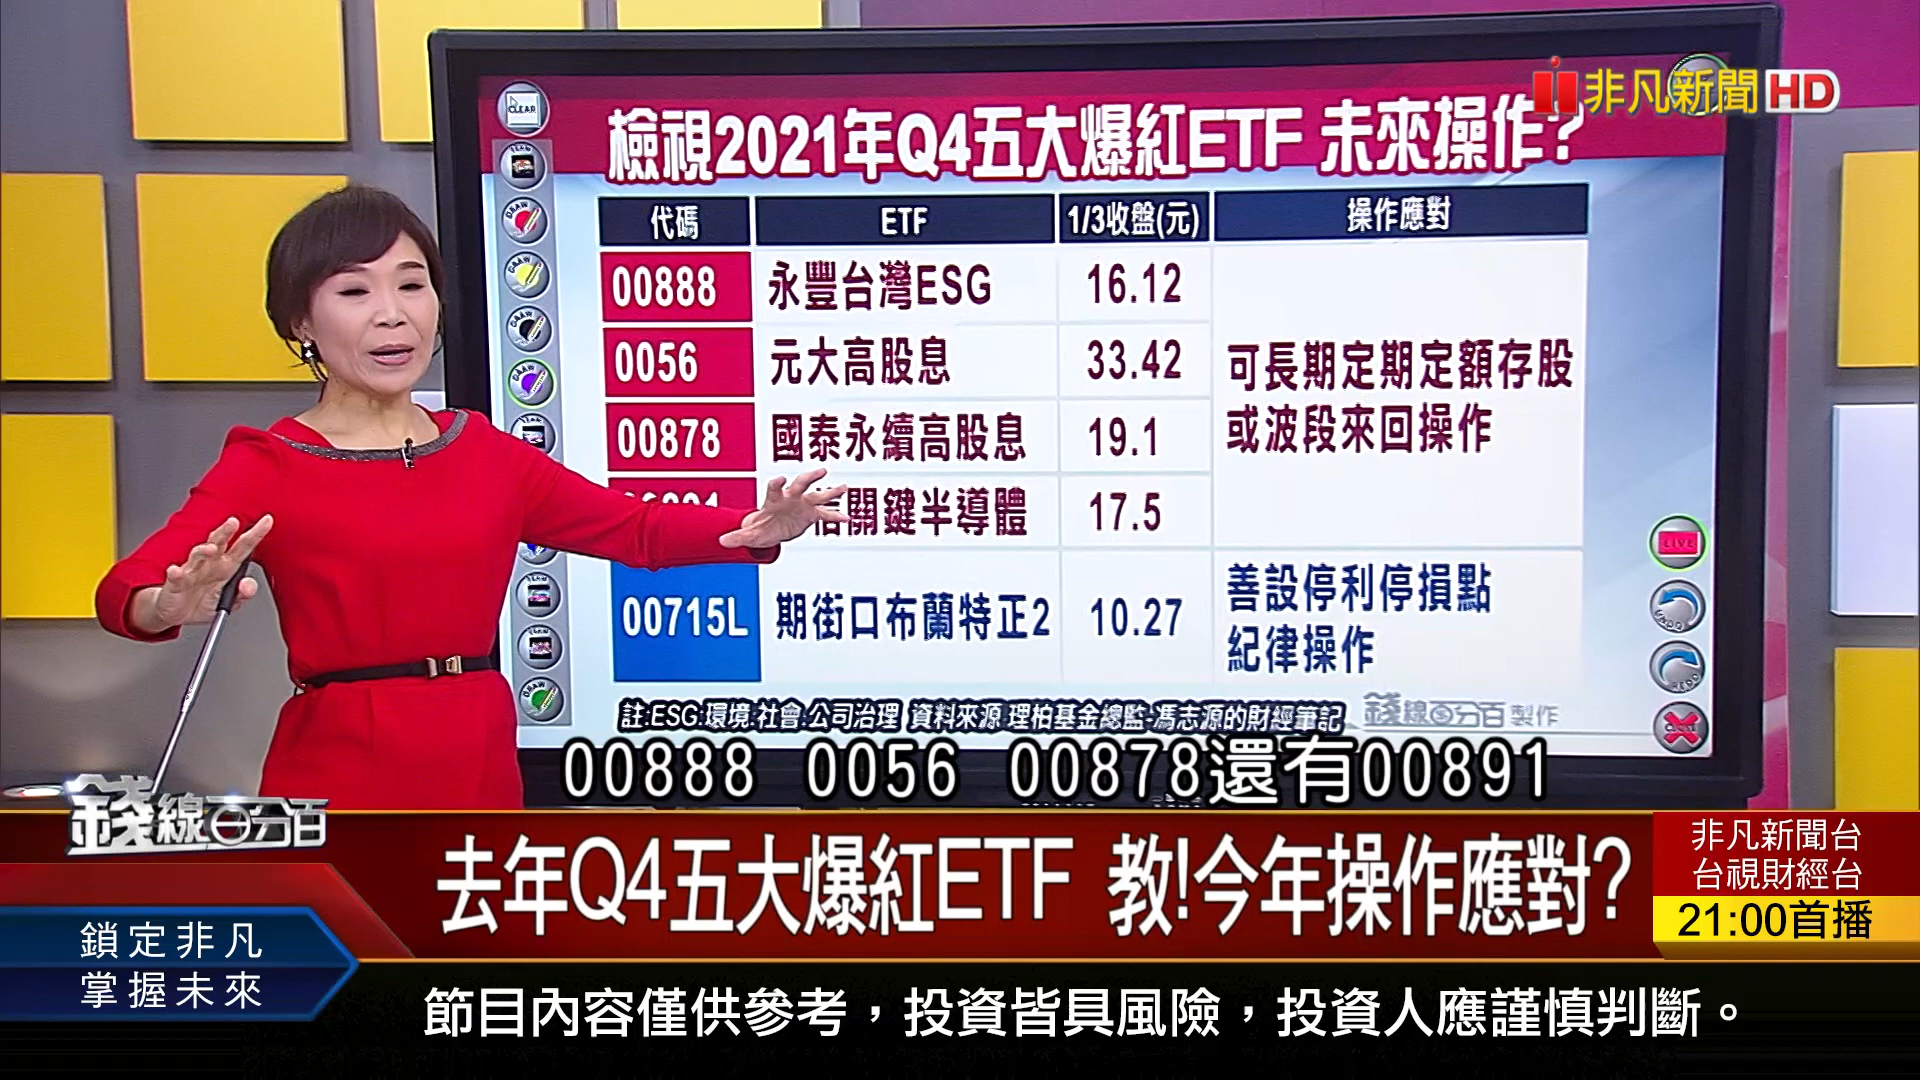 非凡新聞HD
檢視2021年Q4五大爆紅ETF 未來操作?
代碼 ETF 1/3收盤(元) 操作應對
00888 永豐台灣ESG 16.12
0056 元大高股息 33.42
00878 國泰永續高股息 19.1
信關鍵半導體 17.5
可長期定期定額存股
或波段來回操作
00715L 期街口布蘭特正2 10.27
善設停利停損點
紀律操作
註:ESG:環境.社會.公司治理 資料來源 理柏基金總監-馮志源的財經筆記
錢線百分百 製作
CLEAR
DRAW
DRAW
DRAW
DRAW
DRAW
LIVE
00888 0056 00878還有00891
錢線百分百
去年Q4五大爆紅ETF 教!今年操作應對?
非凡新聞台
台視財經台
21:00首播
鎖定非凡
掌握未來
節目內容僅供參考，投資皆具風險，投資人應謹慎判斷。